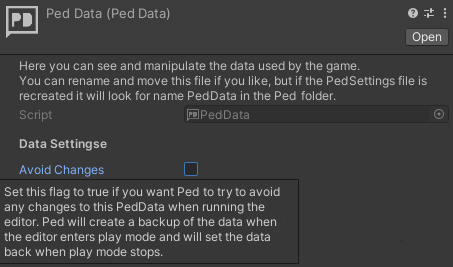 PD Ped Data (Ped Data)
Open
Here you can see and manipulate the data used by the game.
You can rename and move this file if you like, but if the PedSettings file is
recreated it will look for name PedData in the Ped folder.
Script PD PedData
Data Settingse
Avoid Changes
Set this flag to true if you want Ped to try to avoid
any changes to this PedData when running the
editor. Ped will create a backup of the data when
the editor enters play mode and will set the data
back when play mode stops.